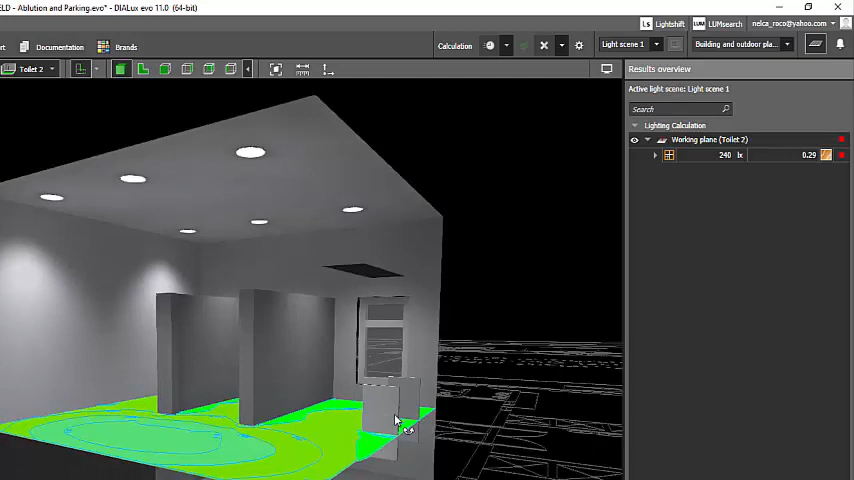 ELD - Ablution and Parking.evo* - DIALux evo 11.0 (64-bit)
Ls Lightshift LUM LUMsearch nelca_roco@yahoo.com
rt Documentation Brands Calculation Light scene 1 Building and outdoor pla...
Toilet 2
Results overview
Active light scene: Light scene 1
Search
Lighting Calculation
Working plane (Toilet 2)
240 lx 0.29